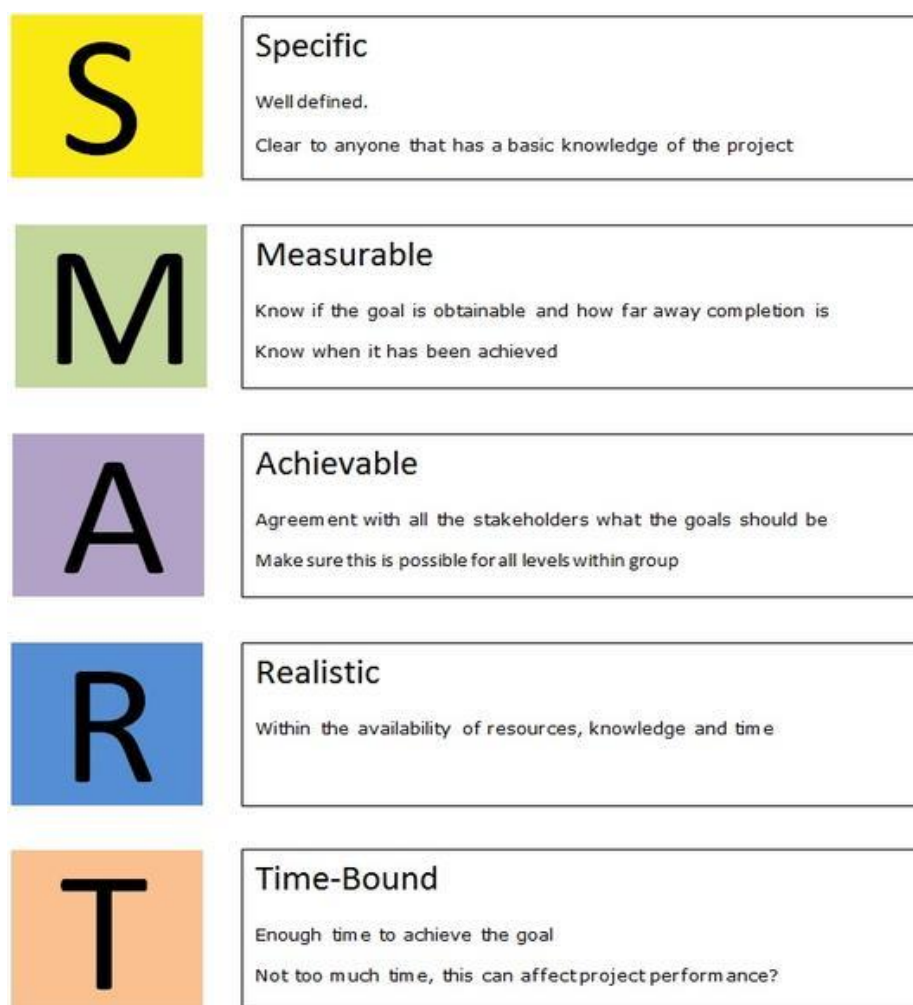 S
Specific
Well defined.
Clear to anyone that has a basic knowledge of the project
M
Measurable
Know if the goal is obtainable and how far away completion is
Know when it has been achieved
A
Achievable
Agreement with all the stakeholders what the goals should be
Make sure this is possible for all levels within group
R
Realistic
Within the availability of resources, knowledge and time
T
Time-Bound
Enough time to achieve the goal
Not too much time, this can affect project performance?